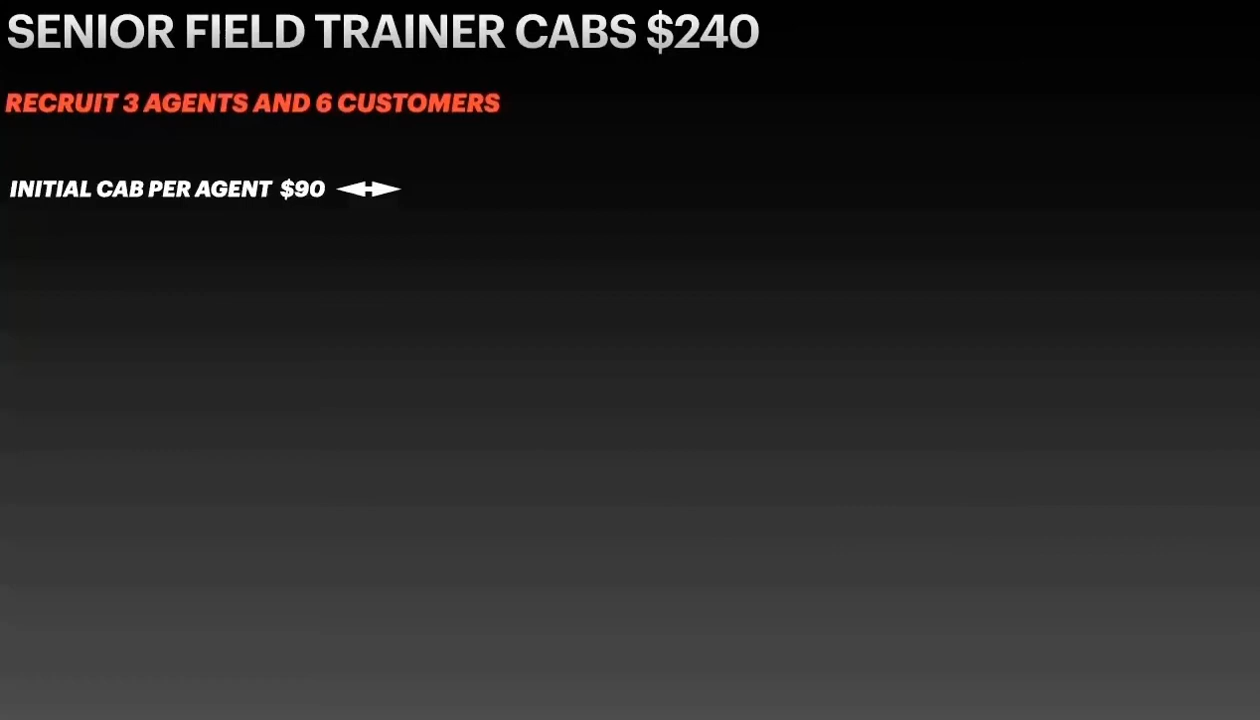 SENIOR FIELD TRAINER CABS $240
RECRUIT 3 AGENTS AND 6 CUSTOMERS
INITIAL CAB PER AGENT $90